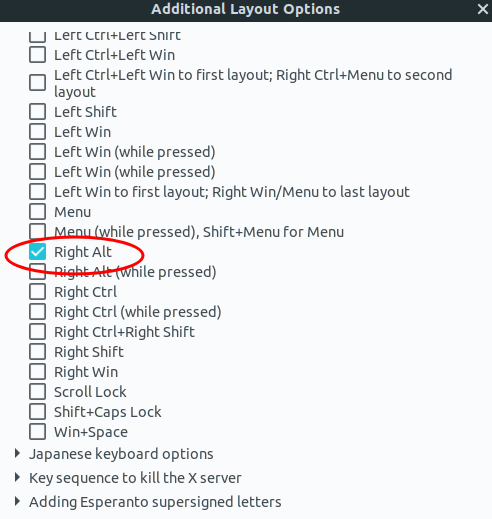 Additional Layout Options
Left Ctrl+Left Shift
Left Ctrl+Left Win
Left Ctrl+Left Win to first layout; Right Ctrl+Menu to second
layout
Left Shift
Left Win
Left Win (while pressed)
Left Win (while pressed)
Left Win to first layout; Right Win/Menu to last layout
Menu
Menu (while pressed), Shift+Menu for Menu
Right Alt
Right Alt (while pressed)
Right Ctrl
Right Ctrl (while pressed)
Right Ctrl+Right Shift
Right Shift
Right Win
Scroll Lock
Shift+Caps Lock
Win+Space
Japanese keyboard options
Key sequence to kill the X server
Adding Esperanto supersigned letters